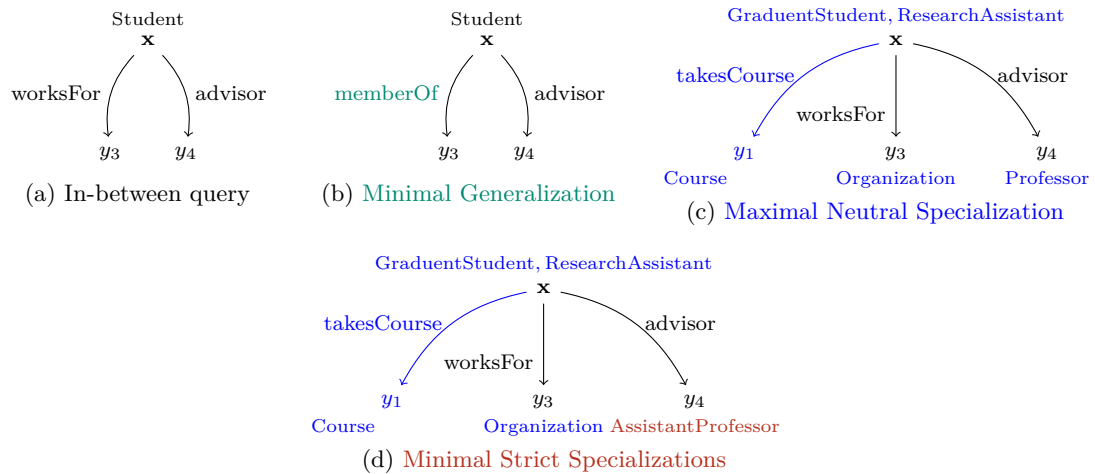 Student
x
worksFor
advisor
y3
y4
(a) In-between query
Student
x
memberOf
advisor
y3
y4
(b) Minimal Generalization
GraduentStudent, ResearchAssistant
x
takesCourse
advisor
worksFor
y1
y3
y4
Course
Organization
Professor
(c) Maximal Neutral Specialization
GraduentStudent, ResearchAssistant
x
takesCourse
advisor
worksFor
y1
y3
y4
Course
Organization
AssistantProfessor
(d) Minimal Strict Specializations